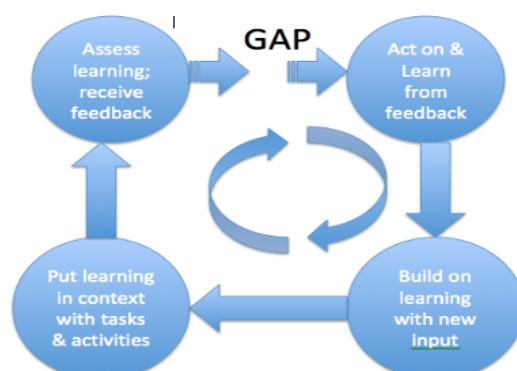 Assess
learning;
receive
feedback
GAP
Act on &
Learn
from
feedback
Put learning
in context
with tasks
& activities
Build on
learning
with new
input